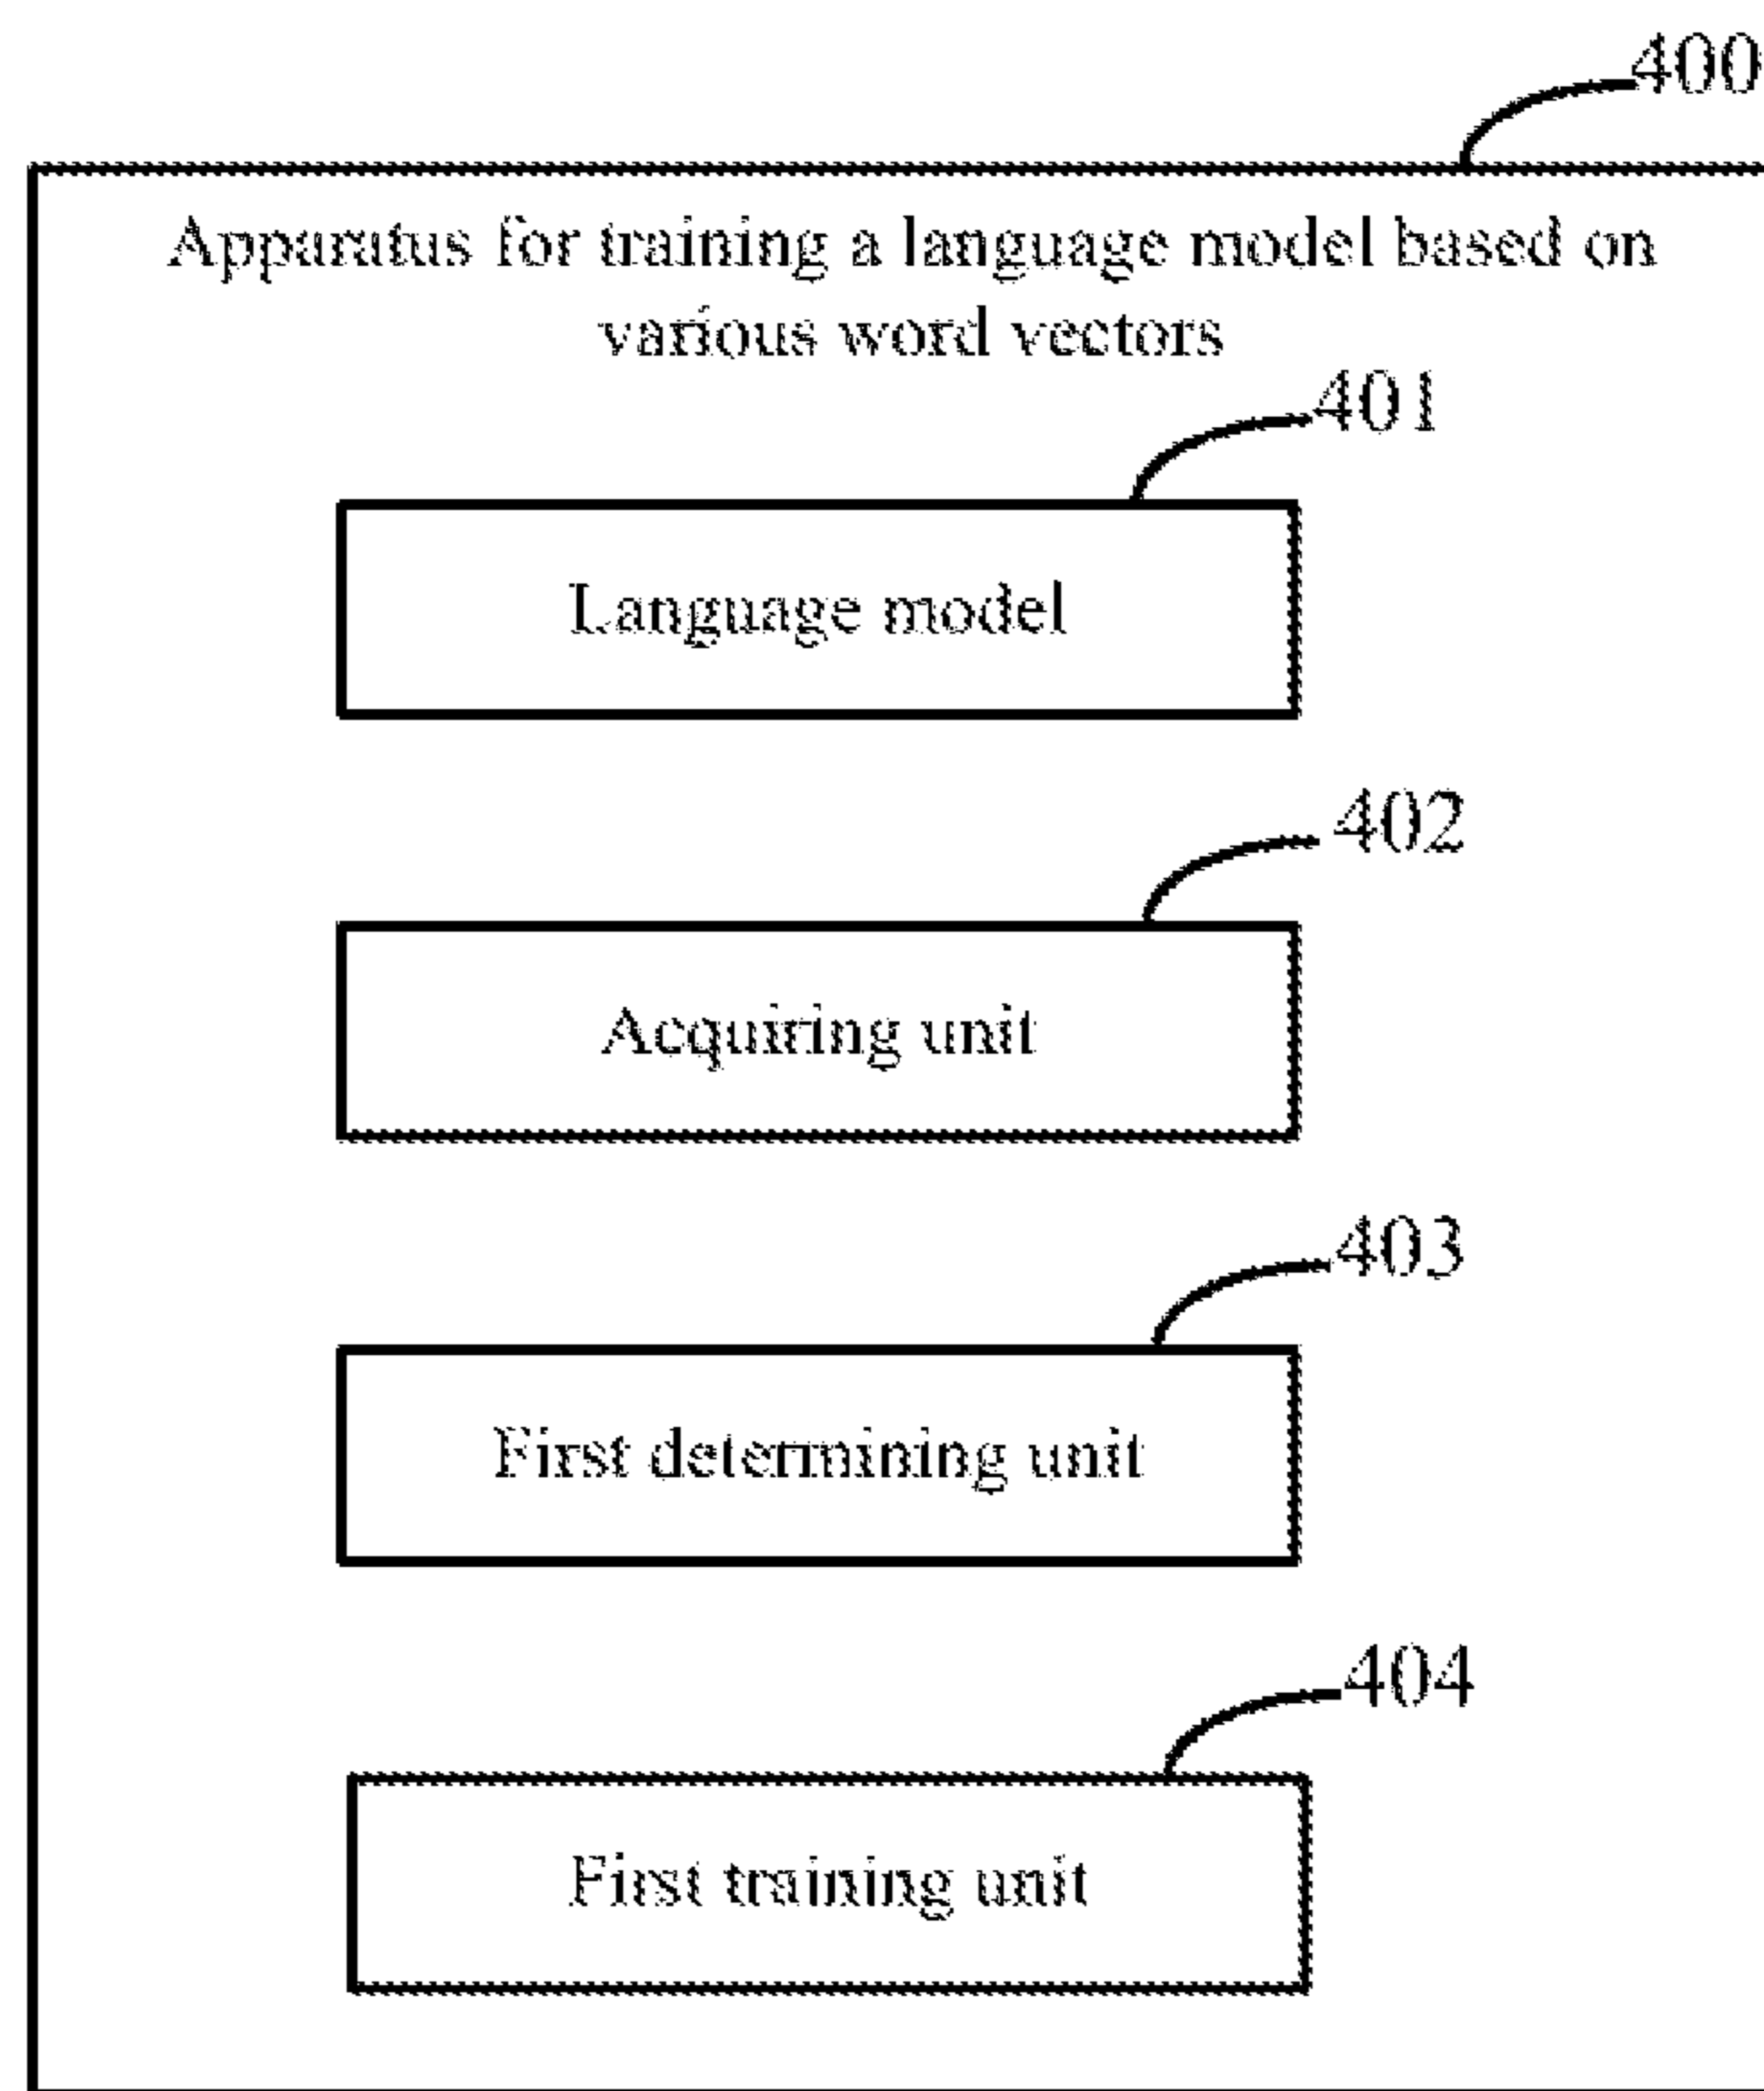 400
Apparatus for training a language model based on
various word vectors
401
Language model
402
Acquiring unit
403
First determining unit
404
First training unit